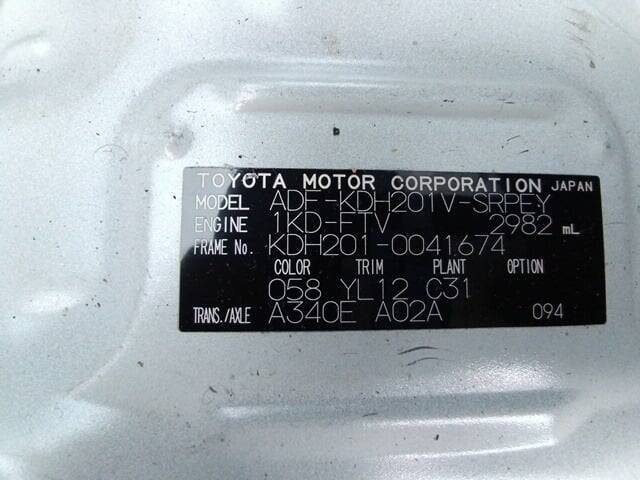 TOYOTA MOTOR CORPORATION JAPAN
MODEL ADF-KDH201V-SRPEY
ENGINE 1KD-FTV 2982 mL
FRAME No. KDH201-0041674
COLOR TRIM PLANT OPTION
058 YL12 C31
TRANS./AXLE A340E A02A 094